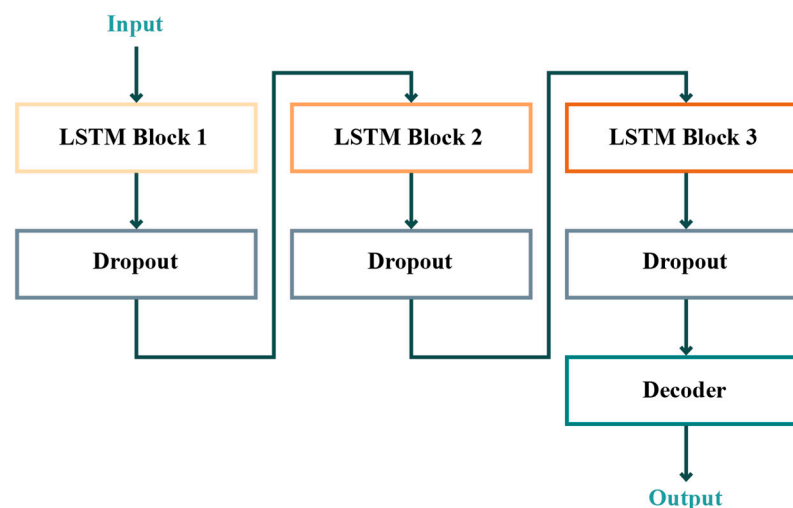 Input
LSTM Block 1
Dropout
LSTM Block 2
Dropout
LSTM Block 3
Dropout
Decoder
Output